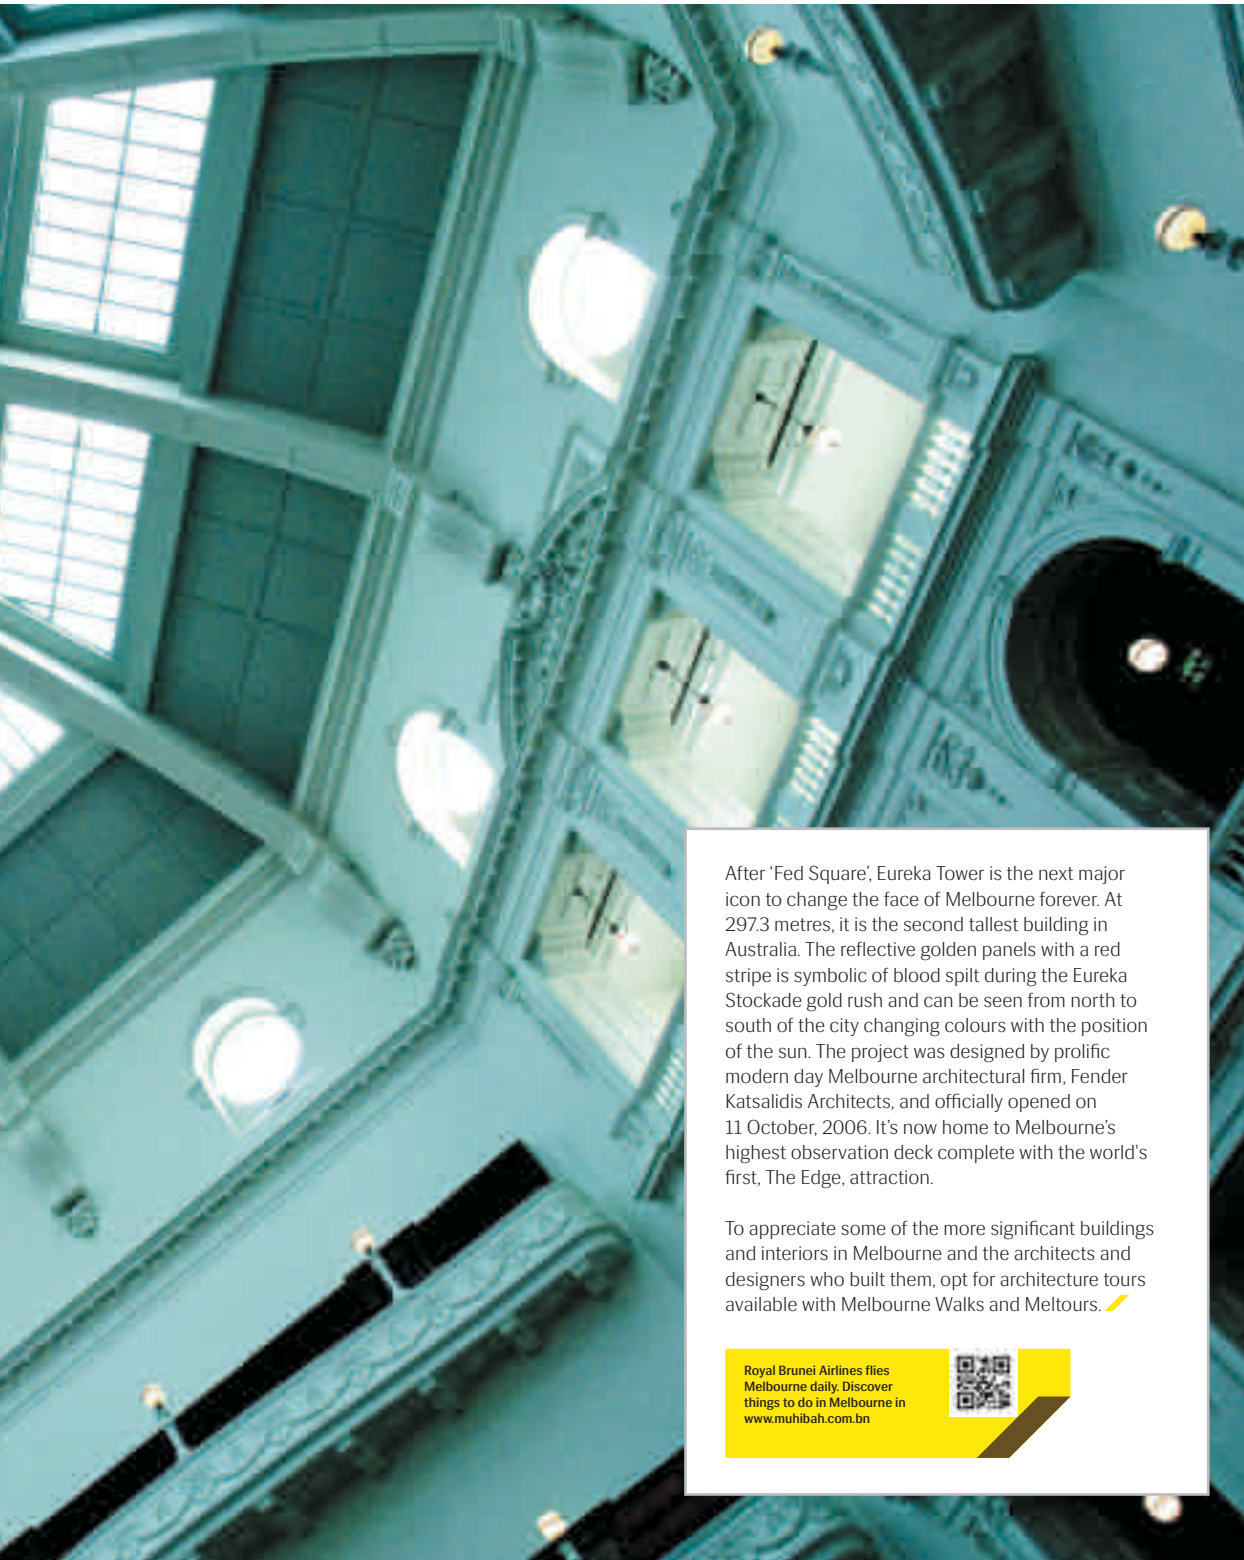 After ‘Fed Square’, Eureka Tower is the next major
icon to change the face of Melbourne forever. At
297.3 metres, it is the second tallest building in
Australia. The reflective golden panels with a red
stripe is symbolic of blood spilt during the Eureka
Stockade gold rush and can be seen from north to
south of the city changing colours with the position
of the sun. The project was designed by prolific
modern day Melbourne architectural firm, Fender
Katsalidis Architects, and officially opened on
11 October, 2006. It’s now home to Melbourne’s
highest observation deck complete with the world's
first, The Edge, attraction.
To appreciate some of the more significant buildings
and interiors in Melbourne and the architects and
designers who built them, opt for architecture tours
available with Melbourne Walks and Meltours.
Royal Brunei Airlines flies
Melbourne daily. Discover
things to do in Melbourne in
www.muhibah.com.bn